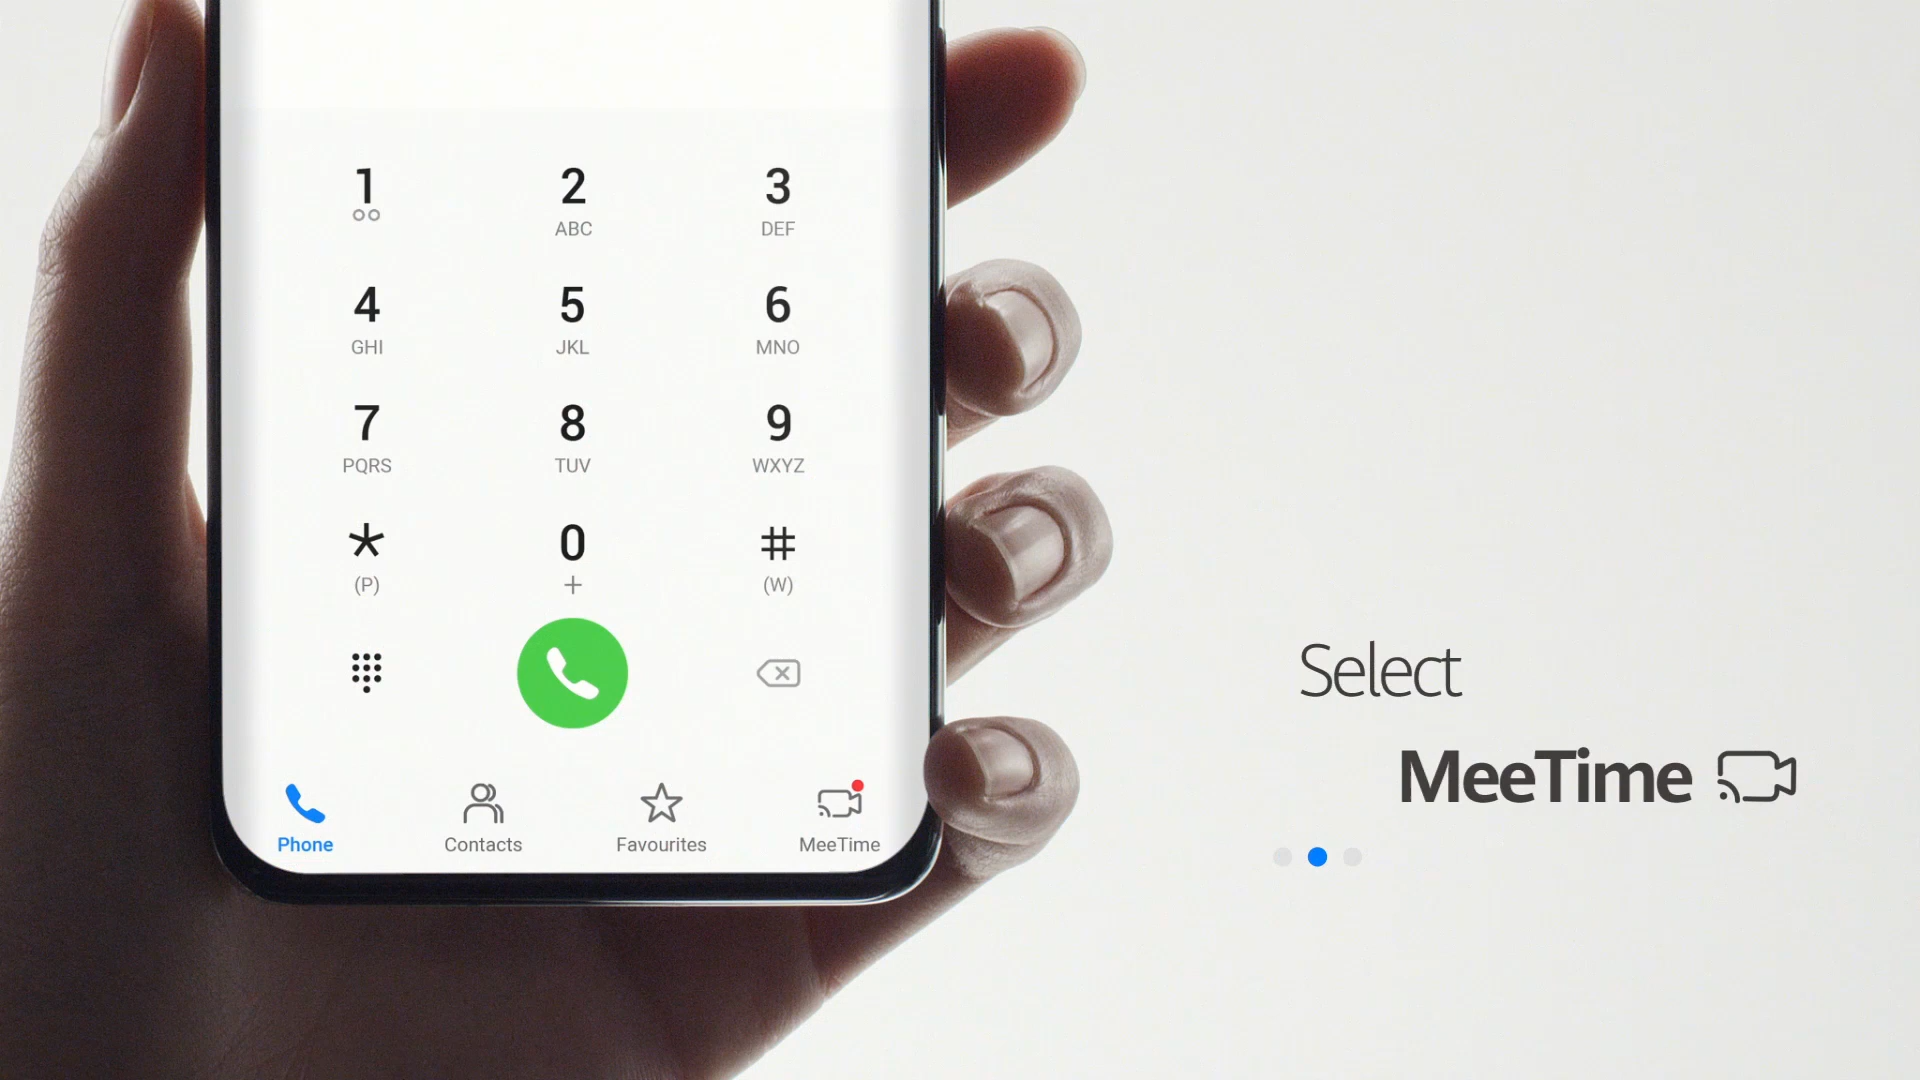 1 2 3
ABC DEF
4 5 6
GHI JKL MNO
7 8 9
PQRS TUV WXYZ
* 0 #
(P) + (W)
Phone Contacts Favourites MeeTime
Select
MeeTime